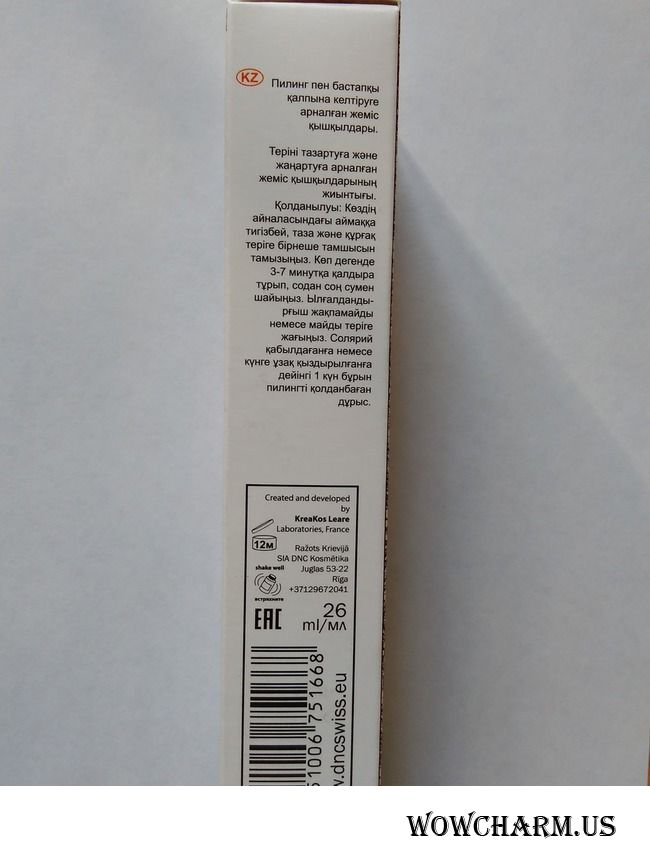 KZ
Пилинг пен бастапқы
қалпына келтіруге
арналған жеміс
қышқылдары.
Теріні тазартуға және
жаңартуға арналған
жеміс қышқылдарының
жиынтығы.
Қолданылуы: Көздің
айналасындағы аймаққа
тигізбей, таза және құрғақ
теріге бірнеше тамшысын
тамызыңыз. Көп дегенде
3-7 минутқа қалдыра
тұрып, содан соң сумен
шайыңыз. Ылғалданды-
рғыш жақпамайды
немесе майды теріге
жағыңыз. Солярий
қабылдағанға немесе
күнге ұзақ қыздырылғанға
дейінгі 1 күн бұрын
пилингті қолданбаған
дұрыс.
Created and developed
by
KreaKos Leare
Laboratories, France
12м
Ražots Krievijā
SIA DNC Kosmētika
shake well
Juglas 53-22
Rīga
+37129672041
встряхните
EAC
26
ml/мл
51006 751668
w.dncswiss.eu
WOWCHARM.US